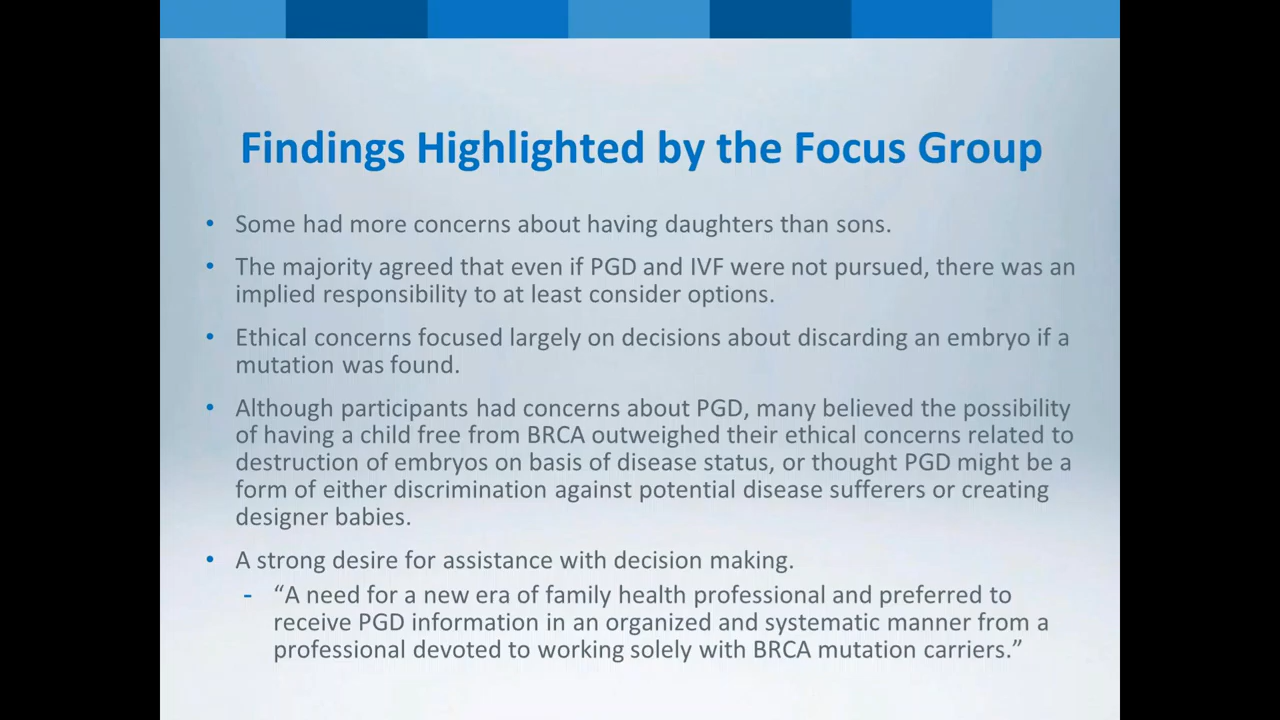 Findings Highlighted by the Focus Group
• Some had more concerns about having daughters than sons.
• The majority agreed that even if PGD and IVF were not pursued, there was an
implied responsibility to at least consider options.
• Ethical concerns focused largely on decisions about discarding an embryo if a
mutation was found.
• Although participants had concerns about PGD, many believed the possibility
of having a child free from BRCA outweighed their ethical concerns related to
destruction of embryos on basis of disease status, or thought PGD might be a
form of either discrimination against potential disease sufferers or creating
designer babies.
• A strong desire for assistance with decision making.
- “A need for a new era of family health professional and preferred to
receive PGD information in an organized and systematic manner from a
professional devoted to working solely with BRCA mutation carriers.”